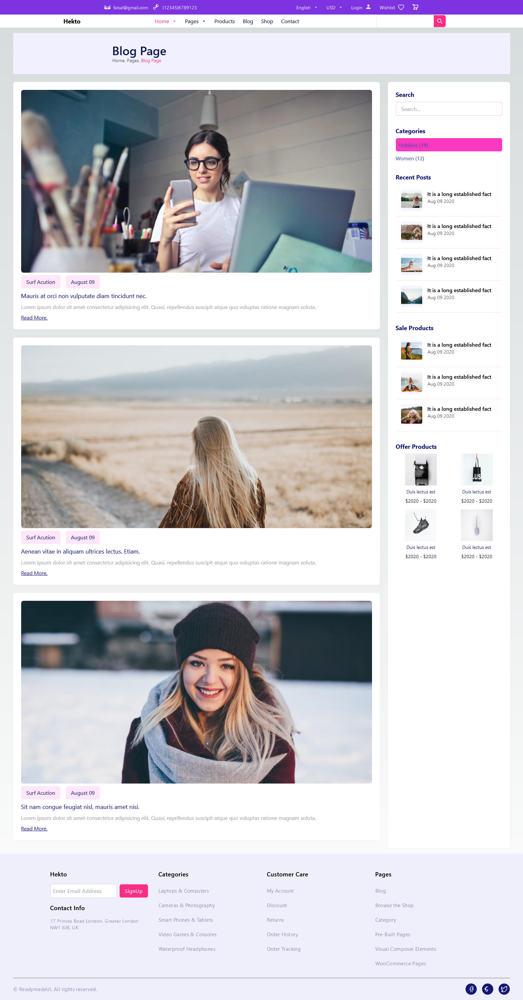 faisal@gmail.com (12345)6789123 English USD Login Wishlist
Hekto Home Pages Products Blog Shop Contact
Blog Page
Home. Pages. Blog Page
Surf Acution August 09
Mauris at orci non vulputate diam tincidunt nec.
Lorem ipsum dolor sit amet consectetur adipisicing elit. Quasi, repellendus suscipit atque quo voluptas ratione magnam soluta.
Read More.
Surf Acution August 09
Aenean vitae in aliquam ultrices lectus. Etiam.
Lorem ipsum dolor sit amet consectetur adipisicing elit. Quasi, repellendus suscipit atque quo voluptas ratione magnam soluta.
Read More.
Surf Acution August 09
Sit nam congue feugiat nisl, mauris amet nisi.
Lorem ipsum dolor sit amet consectetur adipisicing elit. Quasi, repellendus suscipit atque quo voluptas ratione magnam soluta.
Read More.
Search
Search...
Categories
Hobbies (14)
Women (12)
Recent Posts
It is a long established fact
Aug 09 2020
It is a long established fact
Aug 09 2020
It is a long established fact
Aug 09 2020
It is a long established fact
Aug 09 2020
Sale Products
It is a long established fact
Aug 09 2020
It is a long established fact
Aug 09 2020
It is a long established fact
Aug 09 2020
Offer Products
.US
Duis lectus est Duis lectus est
$2020 - $2020 $2020 - $2020
Duis lectus est Duis lectus est
$2020 - $2020 $2020 - $2020
Hekto
Enter Email Address SignUp
Contact Info
17 Princes Road London, Greater London
NW1 8JR, UK
Categories
Laptops & Computers
Cameras & Photography
Smart Phones & Tablets
Video Games & Consoles
Waterproof Headphones
Customer Care
My Account
Discount
Returns
Order History
Order Tracking
Pages
Blog
Browse the Shop
Category
Pre-Built Pages
Visual Composer Elements
WooCommerce Pages
© ReadymadeUI. All rights reserved.